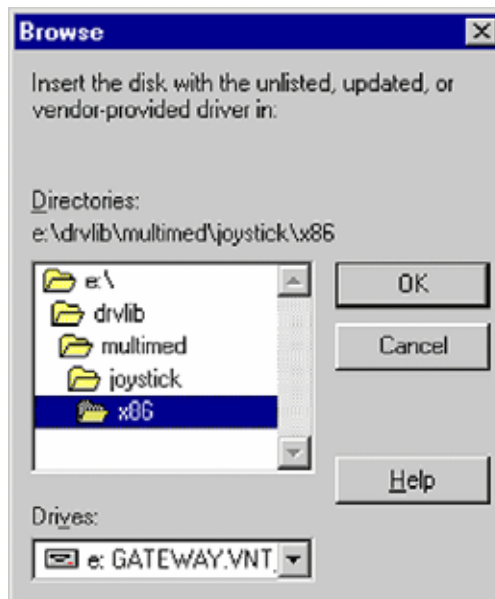 Browse
Insert the disk with the unlisted, updated, or
vendor-provided driver in:
Directories:
e:\drvlib\multimed\joystick\x86
e:\
OK
drvlib
multimed
Cancel
joystick
x86
Help
Drives:
e: GATEWAY.VNT_